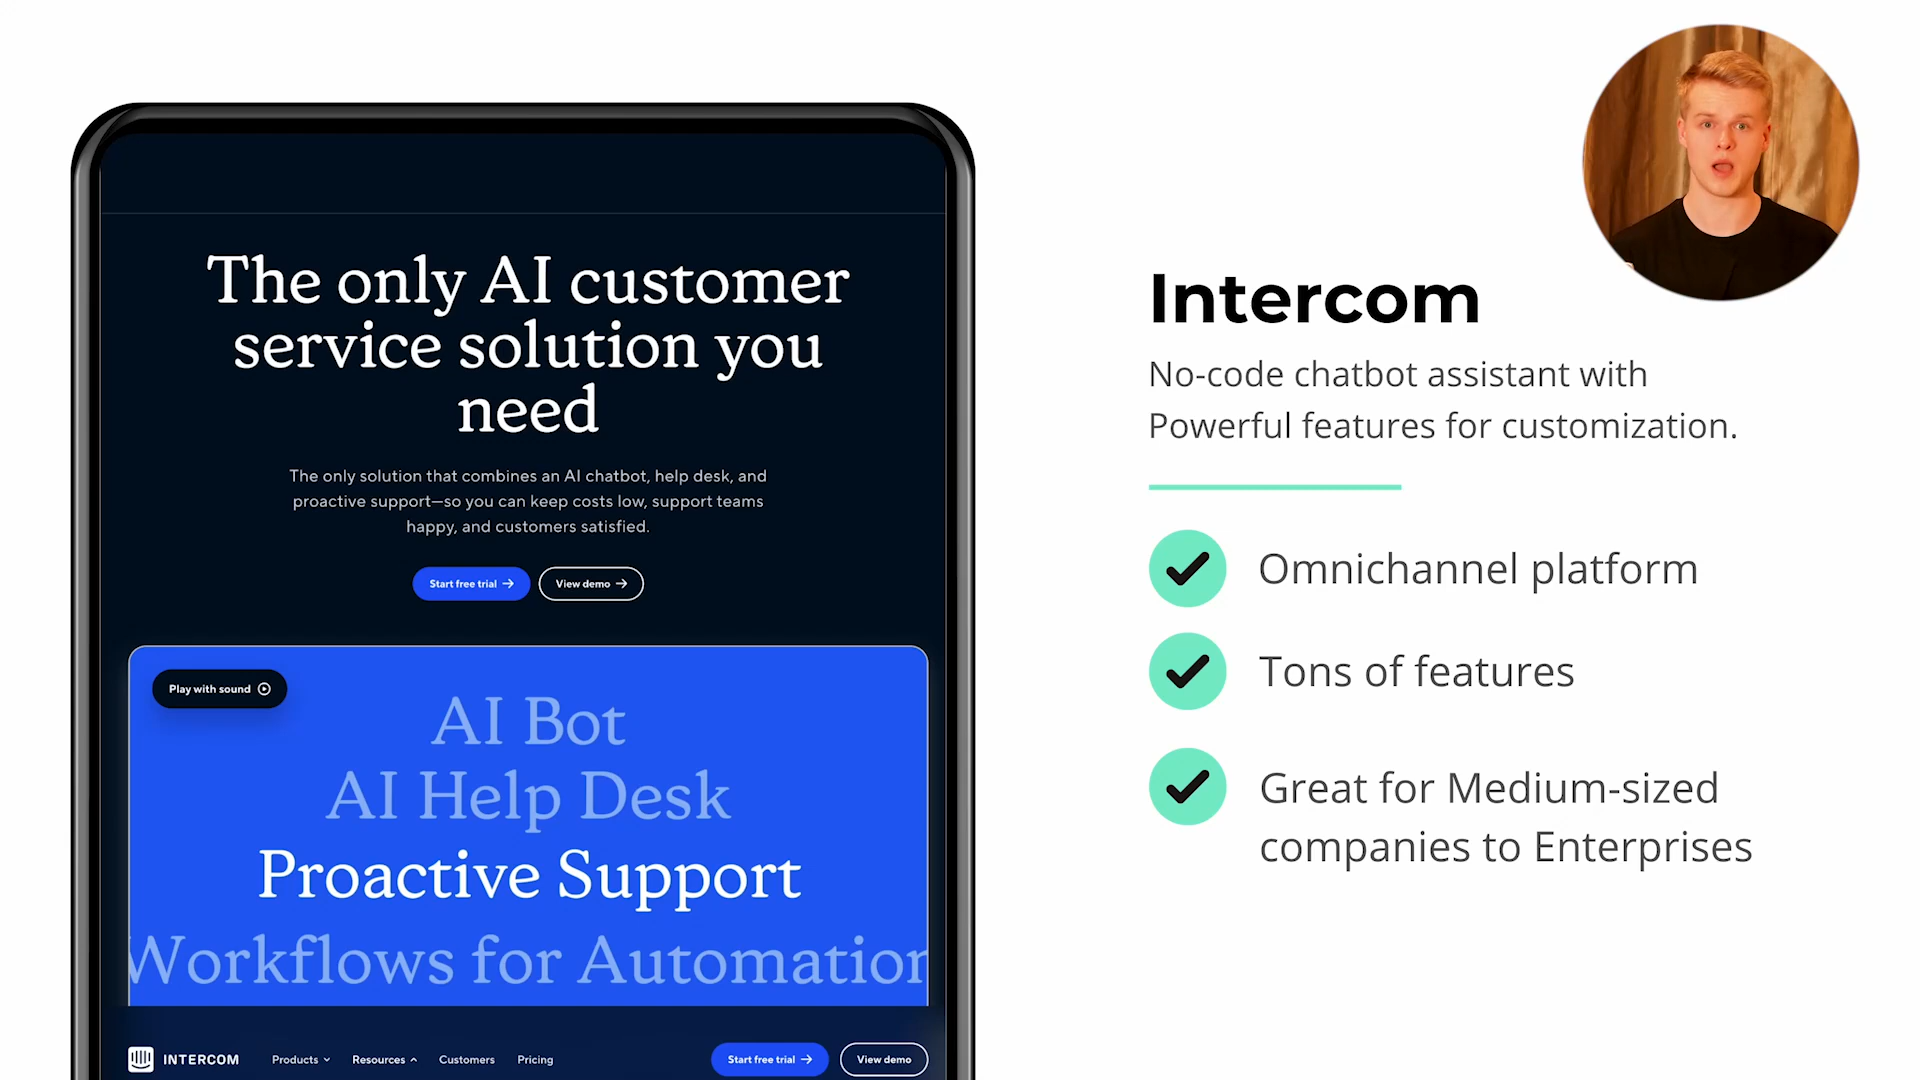 The only AI customer
service solution you
need
The only solution that combines an AI chatbot, help desk, and
proactive support—so you can keep costs low, support teams
happy, and customers satisfied.
Start free trial
View demo
Play with sound
AI Bot
AI Help Desk
Proactive Support
Workflows for Automation
INTERCOM
Products
Resources
Customers
Pricing
Start free trial
View demo
Intercom
No-code chatbot assistant with
Powerful features for customization.
Omnichannel platform
Tons of features
Great for Medium-sized
companies to Enterprises